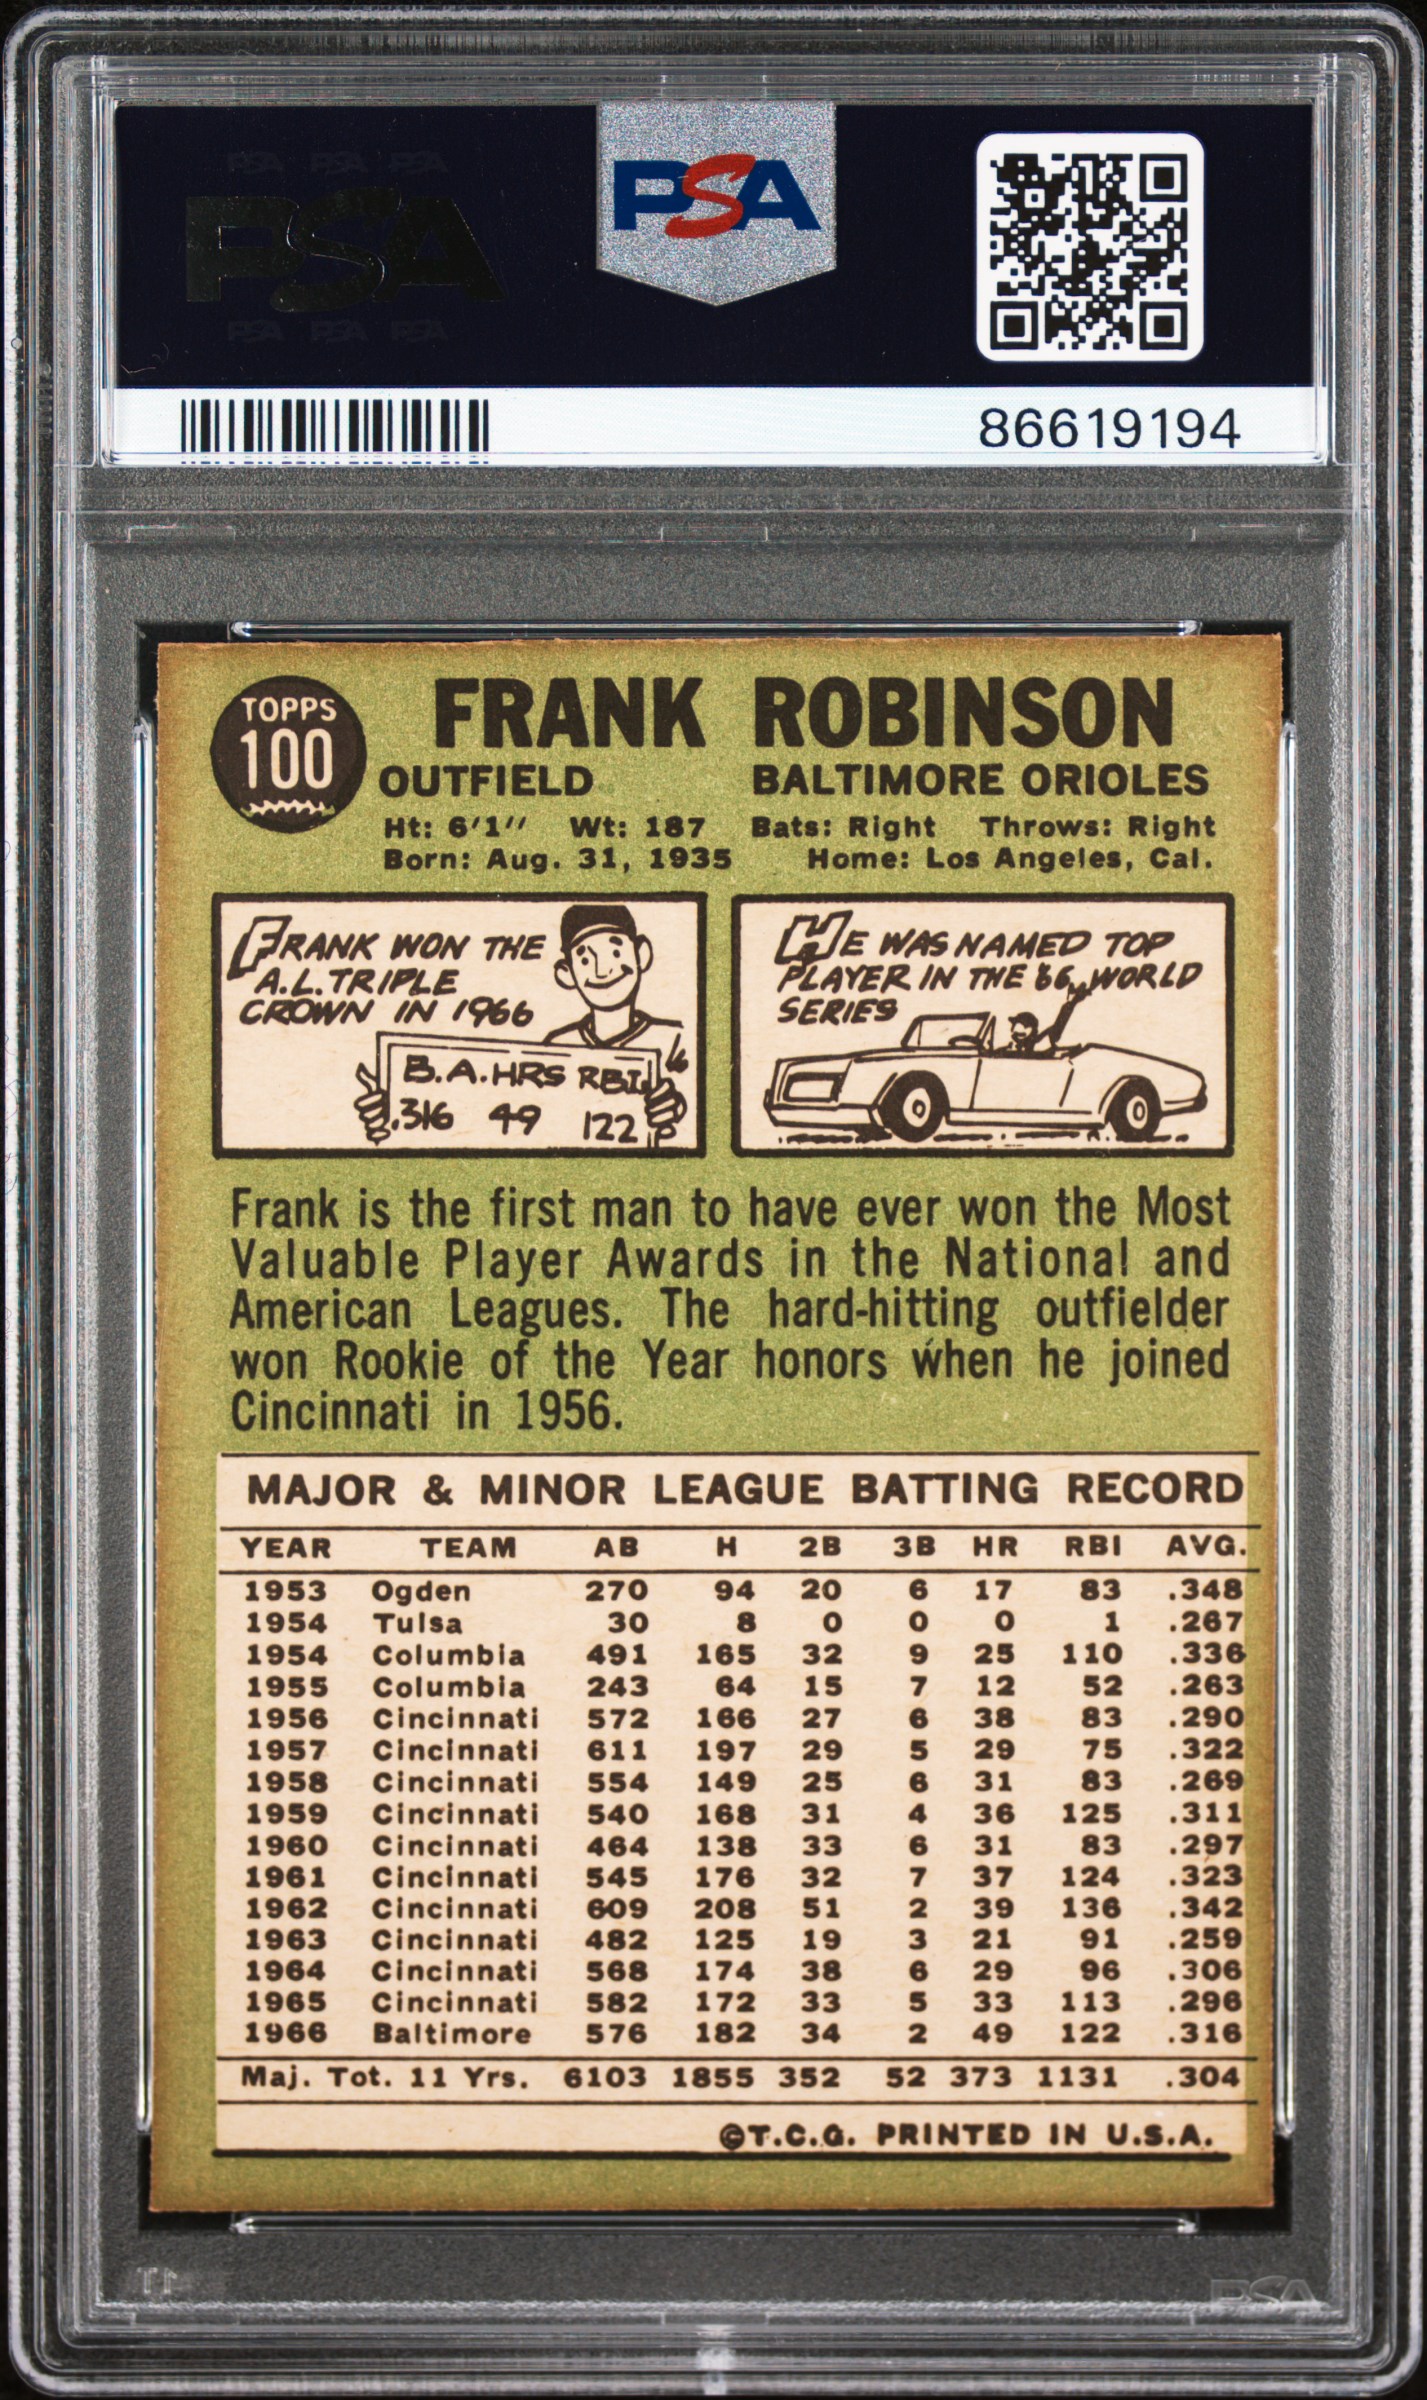 PSA PSA PSA
PSA
PSA PSA PSA
PSA
86619194
TOPPS
100
FRANK ROBINSON
OUTFIELD BALTIMORE ORIOLES
Ht: 6'1" Wt: 187 Bats: Right Throws: Right
Born: Aug. 31, 1935 Home: Los Angeles, Cal.
FRANK WON THE
A.L. TRIPLE
CROWN IN 1966
B.A. HRS RBI
.316 49 122
HE WAS NAMED TOP
PLAYER IN THE '66 WORLD
SERIES
Frank is the first man to have ever won the Most
Valuable Player Awards in the National and
American Leagues. The hard-hitting outfielder
won Rookie of the Year honors when he joined
Cincinnati in 1956.
MAJOR & MINOR LEAGUE BATTING RECORD
YEAR TEAM AB H 2B 3B HR RBI AVG.
1953 Ogden 270 94 20 6 17 83 .348
1954 Tulsa 30 8 0 0 0 1 .267
1954 Columbia 491 165 32 9 25 110 .336
1955 Columbia 243 64 15 7 12 52 .263
1956 Cincinnati 572 166 27 6 38 83 .290
1957 Cincinnati 611 197 29 5 29 75 .322
1958 Cincinnati 554 149 25 6 31 83 .269
1959 Cincinnati 540 168 31 4 36 125 .311
1960 Cincinnati 464 138 33 6 31 83 .297
1961 Cincinnati 545 176 32 7 37 124 .323
1962 Cincinnati 609 208 51 2 39 136 .342
1963 Cincinnati 482 125 19 3 21 91 .259
1964 Cincinnati 568 174 38 6 29 96 .306
1965 Cincinnati 582 172 33 5 33 113 .296
1966 Baltimore 576 182 34 2 49 122 .316
Maj. Tot. 11 Yrs. 6103 1855 352 52 373 1131 .304
©T.C.G. PRINTED IN U.S.A.
PSA